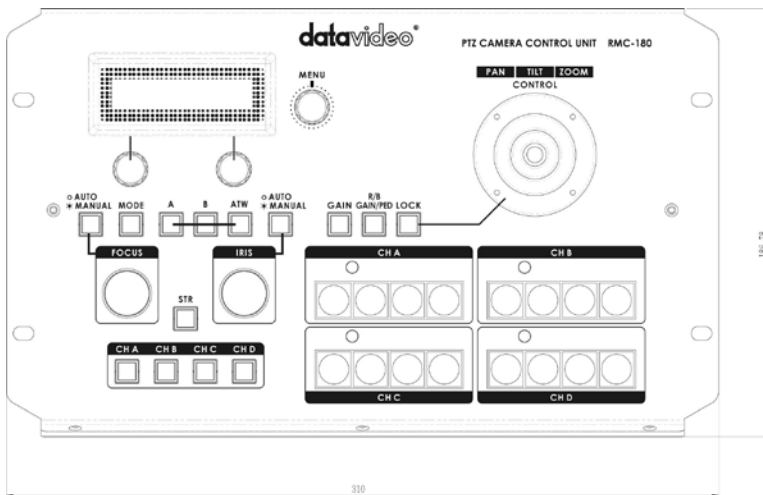 datavideo®
PTZ CAMERA CONTROL UNIT RMC-180
MENU
PAN TILT ZOOM
CONTROL
AUTO
MANUAL
MODE
A
B
ATW
AUTO
MANUAL
GAIN
R/B
GAIN/PED
LOCK
FOCUS
IRIS
CH A
CH B
STR
CH A
CH B
CH C
CH D
CH C
CH D
310